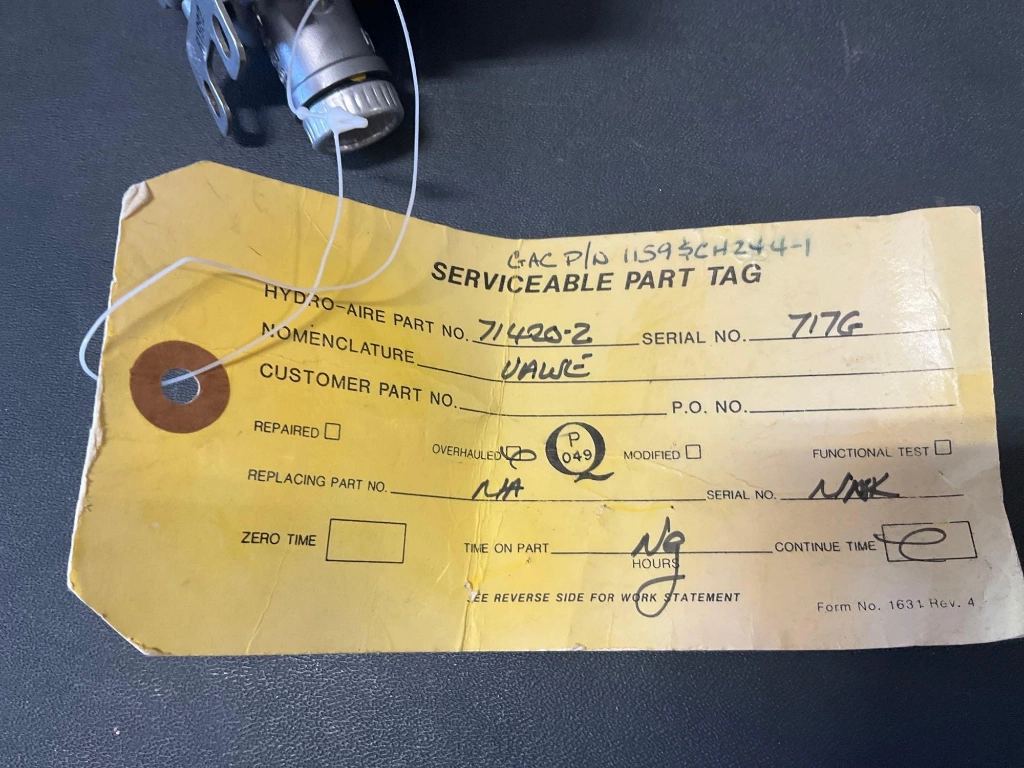 GAC P/N 1159SCH244-1
SERVICEABLE PART TAG
HYDRO-AIRE PART NO. 71420-2 SERIAL NO. 717G
NOMENCLATURE VALVE
CUSTOMER PART NO. P.O. NO.
REPAIRED OVERHAULED P 049 MODIFIED FUNCTIONAL TEST
REPLACING PART NO. NA SERIAL NO.
ZERO TIME TIME ON PART HOURS CONTINUE TIME
EE REVERSE SIDE FOR WORK STATEMENT
Form No. 1631 Rev. 4